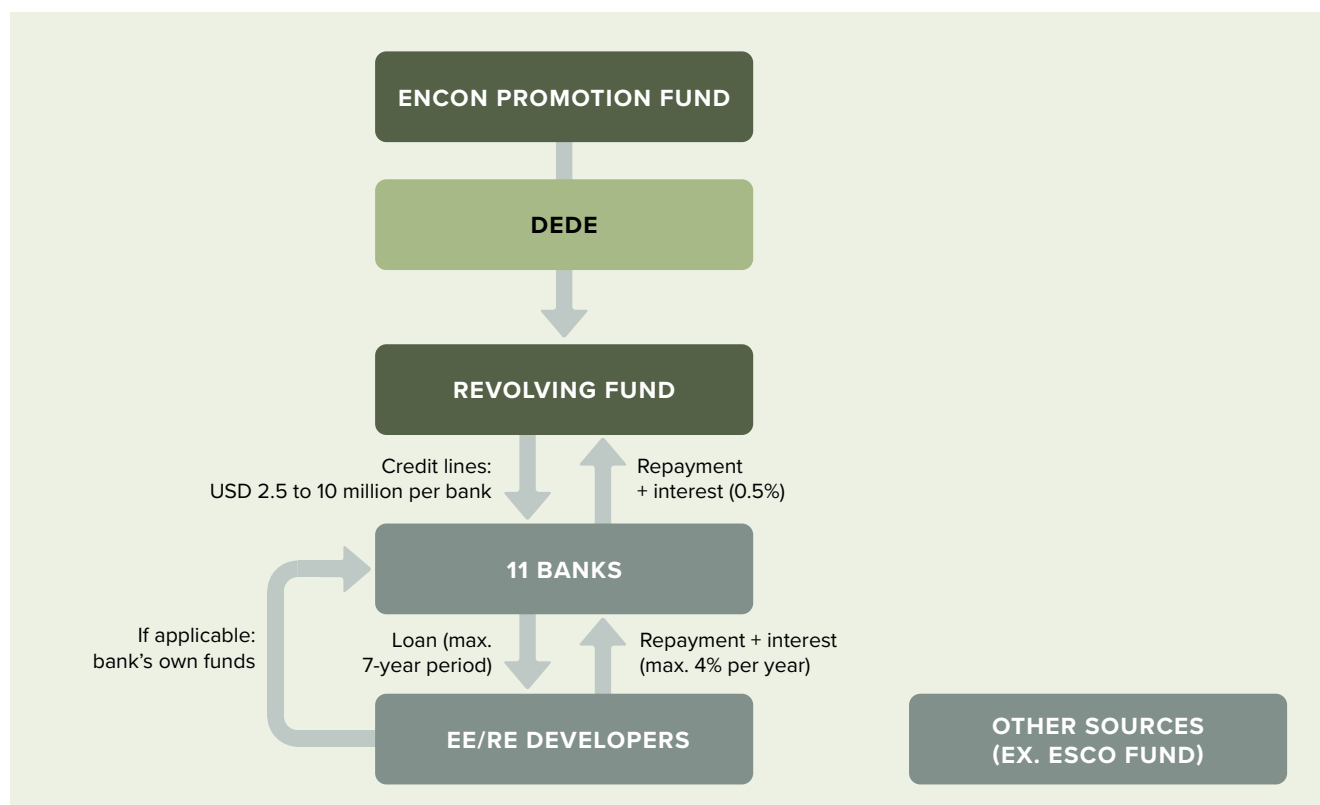 ENCON PROMOTION FUND
DEDE
REVOLVING FUND
Credit lines:
USD 2.5 to 10 million per bank
Repayment
+ interest (0.5%)
11 BANKS
If applicable:
bank’s own funds
Loan (max.
7-year period)
Repayment + interest
(max. 4% per year)
EE/RE DEVELOPERS
OTHER SOURCES
(EX. ESCO FUND)